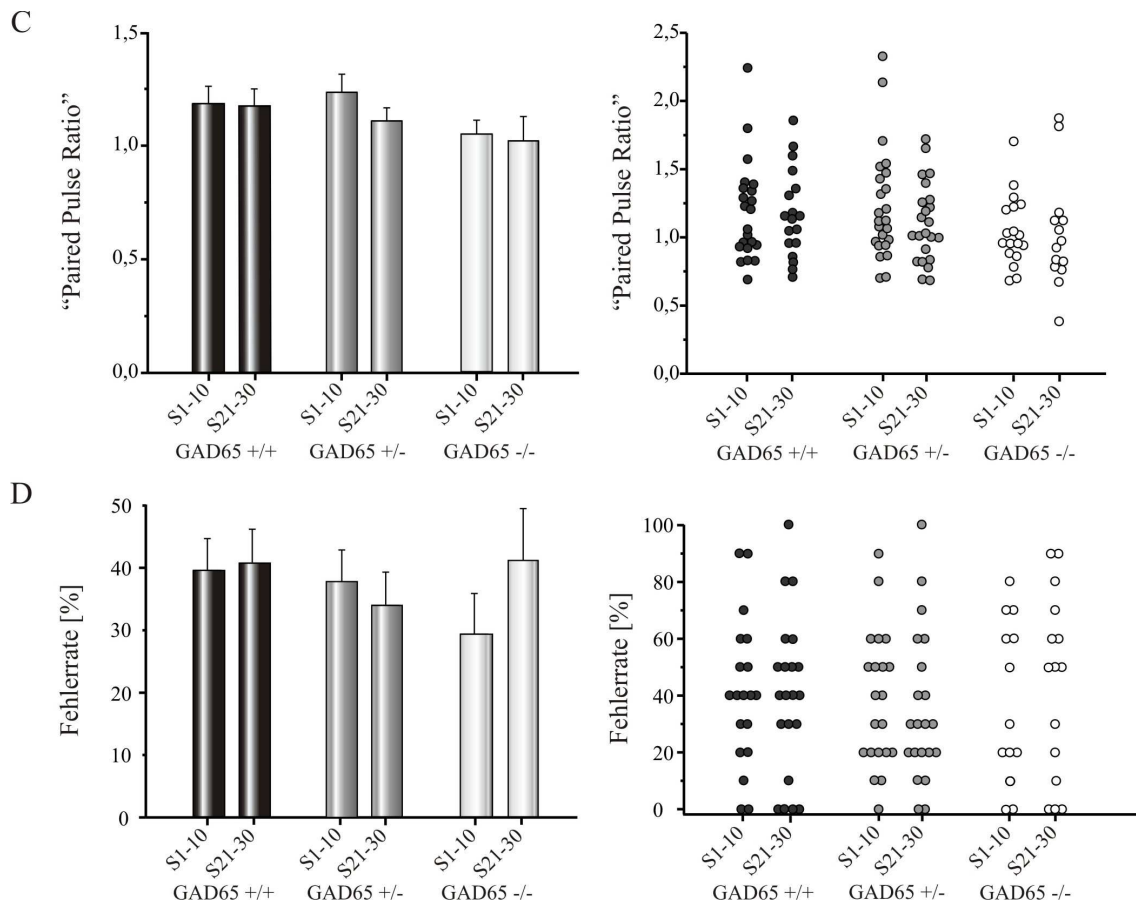 C
“Paired Pulse Ratio”
1,5
1,0
0,5
0,0
S1-10
S21-30
S1-10
S21-30
S1-10
S21-30
GAD65 +/+
GAD65 +/-
GAD65 -/-
“Paired Pulse Ratio”
2,5
2,0
1,5
1,0
0,5
0,0
S1-10
S21-30
S1-10
S21-30
S1-10
S21-30
GAD65 +/+
GAD65 +/-
GAD65 -/-
D
Fehlerrate [%]
50
40
30
20
10
0
S1-10
S21-30
S1-10
S21-30
S1-10
S21-30
GAD65 +/+
GAD65 +/-
GAD65 -/-
Fehlerrate [%]
100
80
60
40
20
0
S1-10
S21-30
S1-10
S21-30
S1-10
S21-30
GAD65 +/+
GAD65 +/-
GAD65 -/-